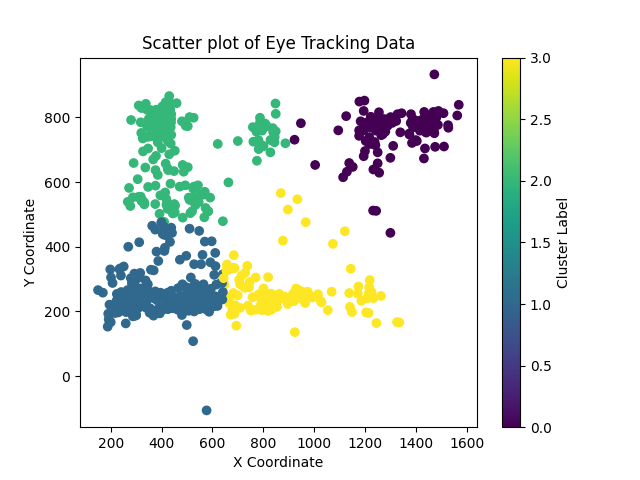 Scatter plot of Eye Tracking Data
Y Coordinate
800
600
400
200
0
200 400 600 800 1000 1200 1400 1600
X Coordinate
3.0
2.5
2.0
1.5
1.0
0.5
0.0
Cluster Label